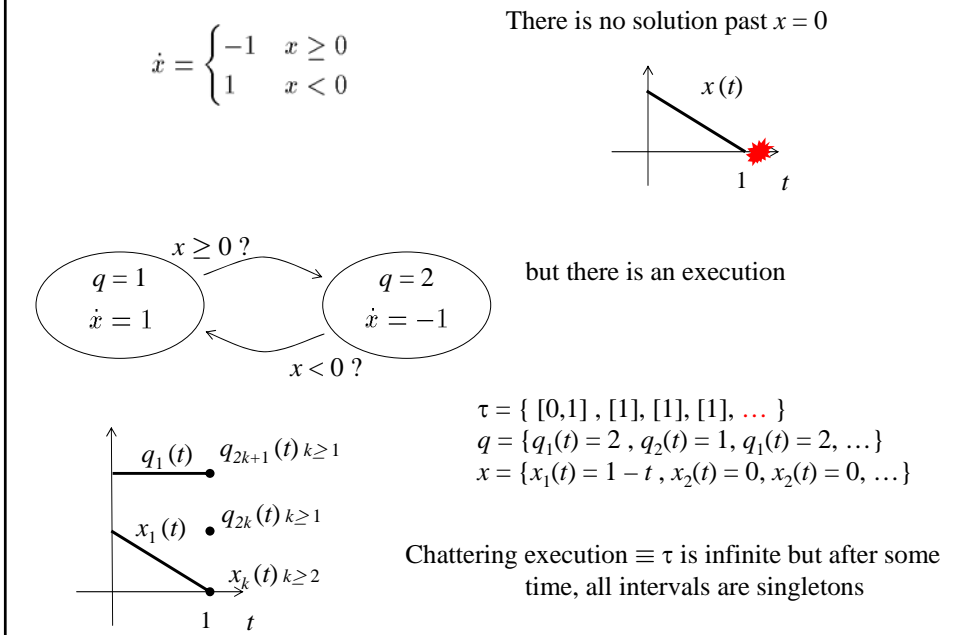 There is no solution past x = 0
ẋ = { −1 x ≥ 0
1 x < 0
x (t)
1 t
x ≥ 0 ?
q = 1
ẋ = 1
q = 2
ẋ = −1
x < 0 ?
but there is an execution
τ = { [0,1] , [1], [1], [1], … }
q = {q₁(t) = 2 , q₂(t) = 1, q₁(t) = 2, …}
x = {x₁(t) = 1 – t , x₂(t) = 0, x₂(t) = 0, …}
q₁ (t) q₂ₖ₊₁ (t) k≥1
x₁ (t) q₂ₖ (t) k≥1
xₖ (t) k≥2
1 t
Chattering execution ≡ τ is infinite but after some
time, all intervals are singletons